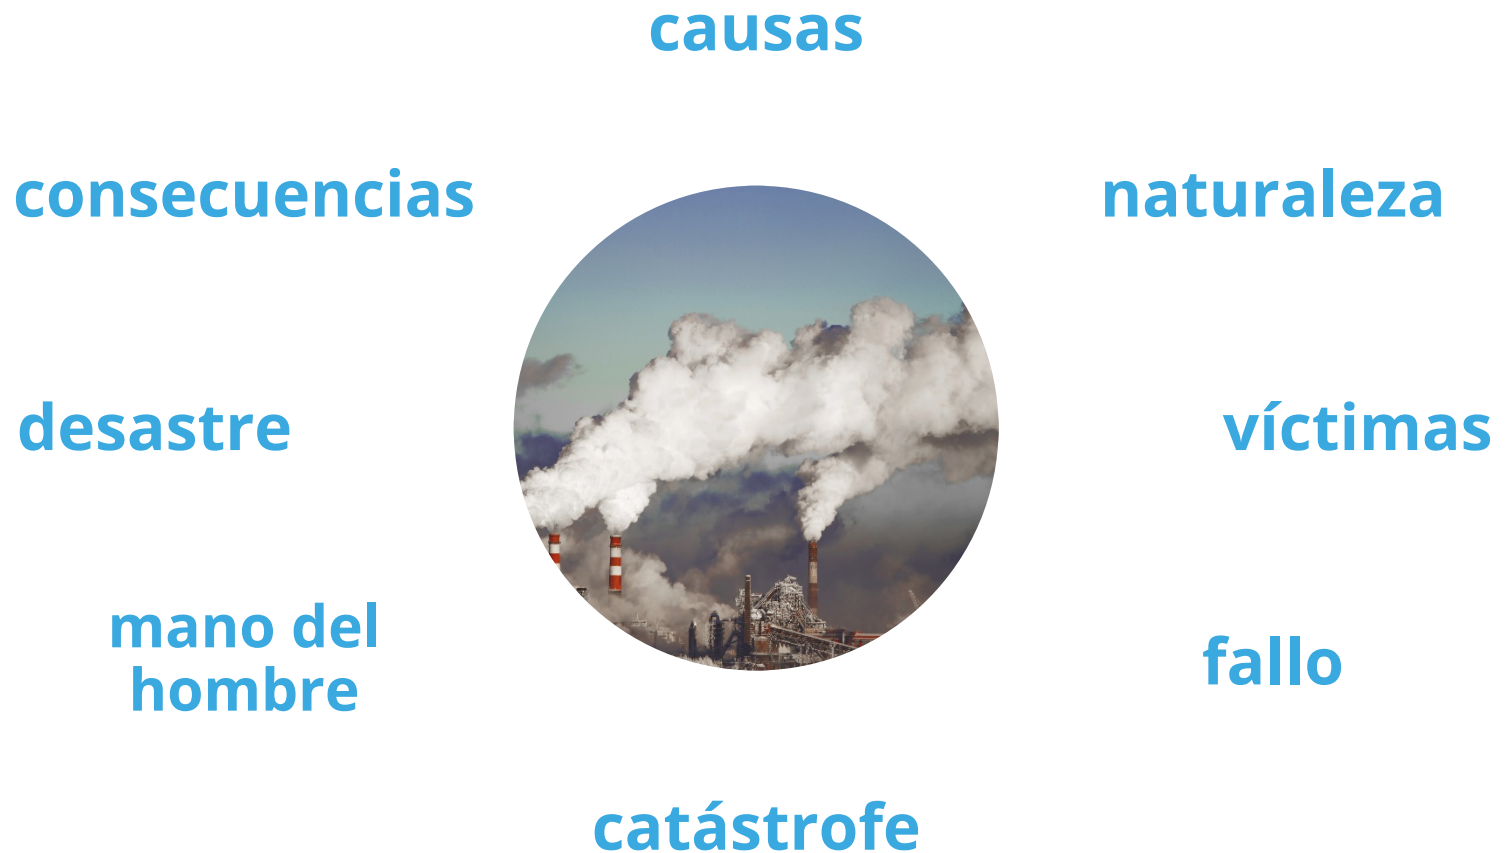 causas
consecuencias
naturaleza
desastre
víctimas
mano del
hombre
fallo
catástrofe